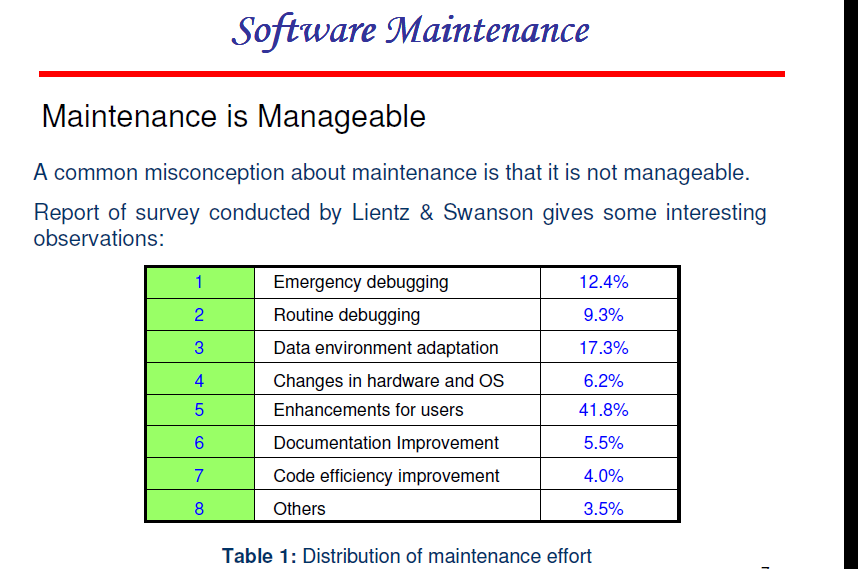 Software Maintenance
Maintenance is Manageable
A common misconception about maintenance is that it is not manageable.
Report of survey conducted by Lientz & Swanson gives some interesting
observations:
1 Emergency debugging 12.4%
2 Routine debugging 9.3%
3 Data environment adaptation 17.3%
4 Changes in hardware and OS 6.2%
5 Enhancements for users 41.8%
6 Documentation Improvement 5.5%
7 Code efficiency improvement 4.0%
8 Others 3.5%
Table 1: Distribution of maintenance effort